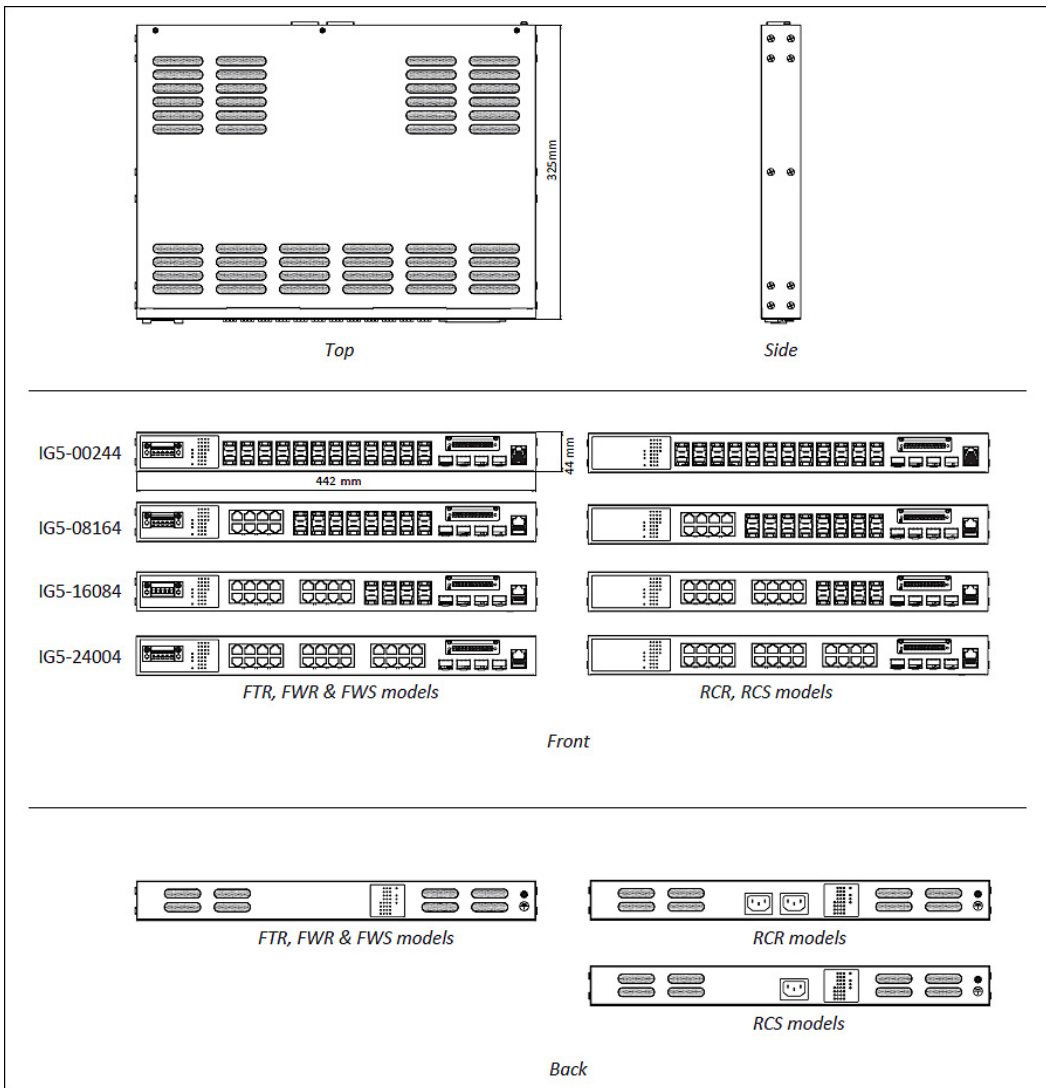 325mm
Top
Side
IG5-00244
44 mm
442 mm
IG5-08164
IG5-16084
IG5-24004
FTR, FWR & FWS models
RCR, RCS models
Front
FTR, FWR & FWS models
RCR models
RCS models
Back